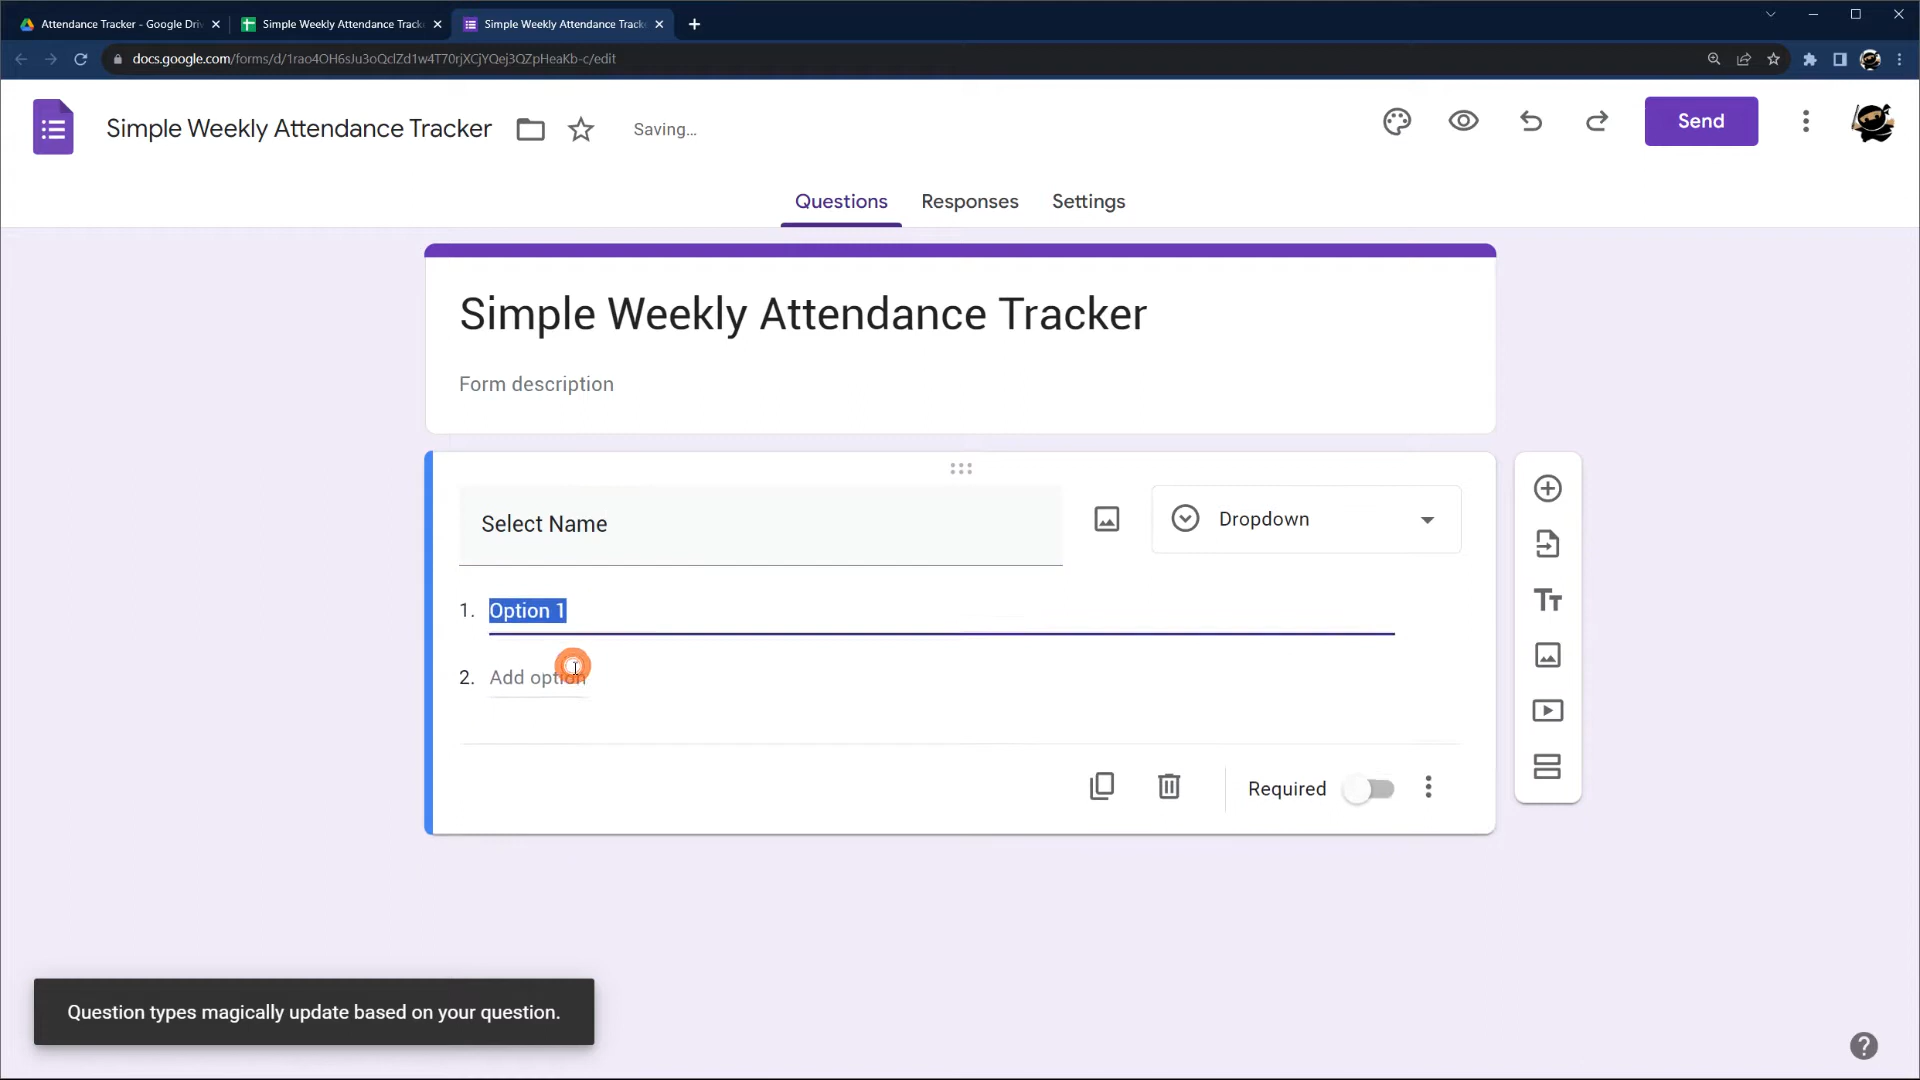 Attendance Tracker - Google Driv
Simple Weekly Attendance Track
Simple Weekly Attendance Track
docs.google.com/forms/d/1rao4OH6sJu3oQclZd1w4T70rjXCjYQej3QZpHeaKb-c/edit
Simple Weekly Attendance Tracker
Saving...
Send
Questions
Responses
Settings
Simple Weekly Attendance Tracker
Form description
Select Name
Dropdown
1. Option 1
2. Add option
Required
Question types magically update based on your question.